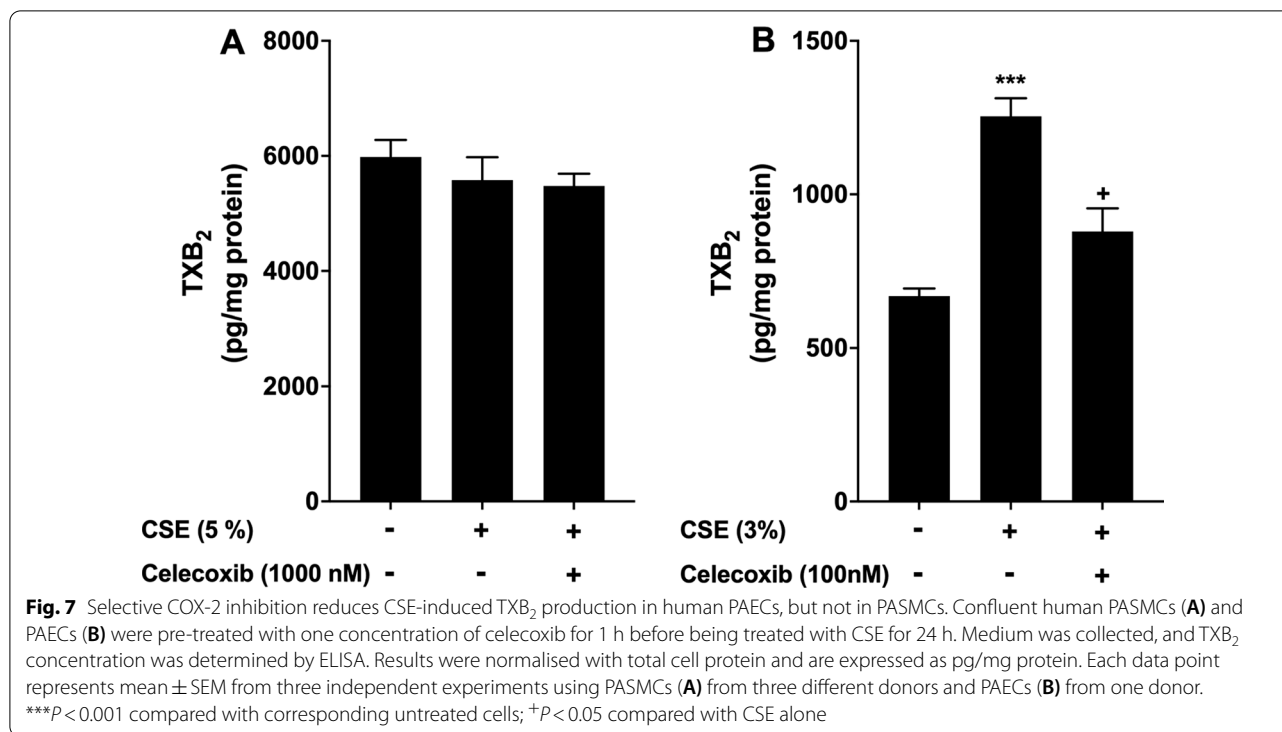 A
8000
6000
4000
2000
0
TXB₂
(pg/mg protein)
CSE (5 %) - + +
Celecoxib (1000 nM) - - +
B
1500
1000
500
0
TXB₂
(pg/mg protein)
***
+
CSE (3%) - + +
Celecoxib (100nM) - - +
Fig. 7 Selective COX-2 inhibition reduces CSE-induced TXB₂ production in human PAECs, but not in PASMCs. Confluent human PASMCs (A) and
PAECs (B) were pre-treated with one concentration of celecoxib for 1 h before being treated with CSE for 24 h. Medium was collected, and TXB₂
concentration was determined by ELISA. Results were normalised with total cell protein and are expressed as pg/mg protein. Each data point
represents mean ± SEM from three independent experiments using PASMCs (A) from three different donors and PAECs (B) from one donor.
***P < 0.001 compared with corresponding untreated cells; ⁺P < 0.05 compared with CSE alone